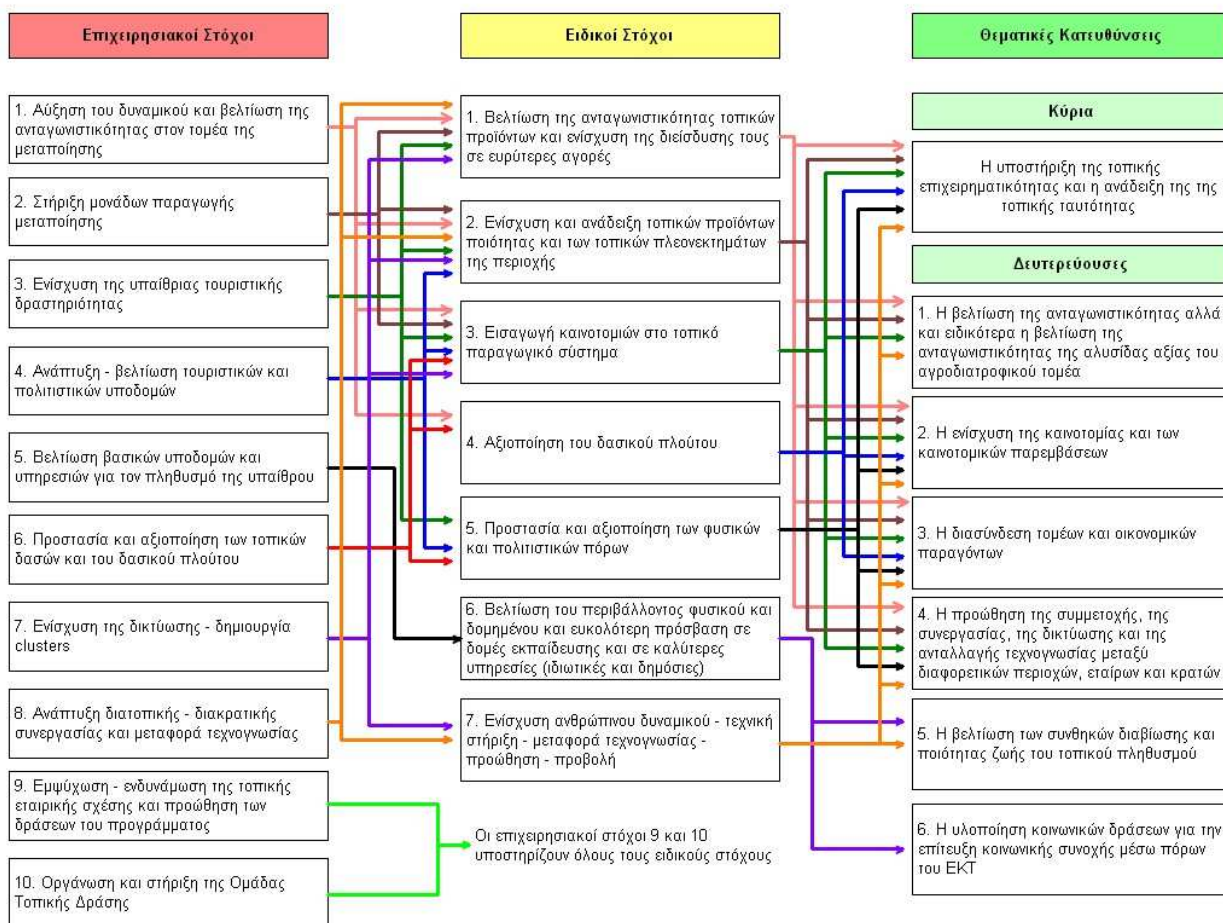 Επιχειρησιακοί Στόχοι
1. Αύξηση του δυναμικού και βελτίωση της
ανταγωνιστικότητας στον τομέα της
μεταποίησης
2. Στήριξη μονάδων παραγωγής
μεταποίησης
3. Ενίσχυση της υπαίθριας τουριστικής
δραστηριότητας
4. Ανάπτυξη - βελτίωση τουριστικών και
πολιτιστικών υποδομών
5. Βελτίωση βασικών υποδομών και
υπηρεσιών για τον πληθυσμό της υπαίθρου
6. Προστασία και αξιοποίηση των τοπικών
δασών και του δασικού πλούτου
7. Ενίσχυση της δικτύωσης - δημιουργία
clusters
8. Ανάπτυξη διατοπικής - διακρατικής
συνεργασίας και μεταφορά τεχνογνωσίας
9. Εμψύχωση - ενδυνάμωση της τοπικής
εταιρικής σχέσης και προώθηση των
δράσεων του προγράμματος
10. Οργάνωση και στήριξη της Ομάδας
Τοπικής Δράσης
Ειδικοί Στόχοι
1. Βελτίωση της ανταγωνιστικότητας τοπικών
προϊόντων και ενίσχυση της διείσδυσης τους
σε ευρύτερες αγορές
2. Ενίσχυση και ανάδειξη τοπικών προϊόντων
ποιότητας και των τοπικών πλεονεκτημάτων
της περιοχής
3. Εισαγωγή καινοτομιών στο τοπικό
παραγωγικό σύστημα
4. Αξιοποίηση του δασικού πλούτου
5. Προστασία και αξιοποίηση των φυσικών
και πολιτιστικών πόρων
6. Βελτίωση του περιβάλλοντος φυσικού και
δομημένου και ευκολότερη πρόσβαση σε
δομές εκπαίδευσης και σε καλύτερες
υπηρεσίες (ιδιωτικές και δημόσιες)
7. Ενίσχυση ανθρώπινου δυναμικού - τεχνική
στήριξη - μεταφορά τεχνογνωσίας -
προώθηση - προβολή
Οι επιχειρησιακοί στόχοι 9 και 10
υποστηρίζουν όλους τους ειδικούς στόχους
Θεματικές Κατευθύνσεις
Κύρια
Η υποστήριξη της τοπικής
επιχειρηματικότητας και η ανάδειξη της της
τοπικής ταυτότητας
Δευτερεύουσες
1. Η βελτίωση της ανταγωνιστικότητας αλλά
και ειδικότερα η βελτίωση της
ανταγωνιστικότητας της αλυσίδας αξίας του
αγροδιατροφικού τομέα
2. Η ενίσχυση της καινοτομίας και των
καινοτομικών παρεμβάσεων
3. Η διασύνδεση τομέων και οικονομικών
παραγόντων
4. Η προώθηση της συμμετοχής, της
συνεργασίας, της δικτύωσης και της
ανταλλαγής τεχνογνωσίας μεταξύ
διαφορετικών περιοχών, εταίρων και κρατών
5. Η βελτίωση των συνθηκών διαβίωσης και
ποιότητας ζωής του τοπικού πληθυσμού
6. Η υλοποίηση κοινωνικών δράσεων για την
επίτευξη κοινωνικής συνοχής μέσω πόρων
του ΕΚΤ